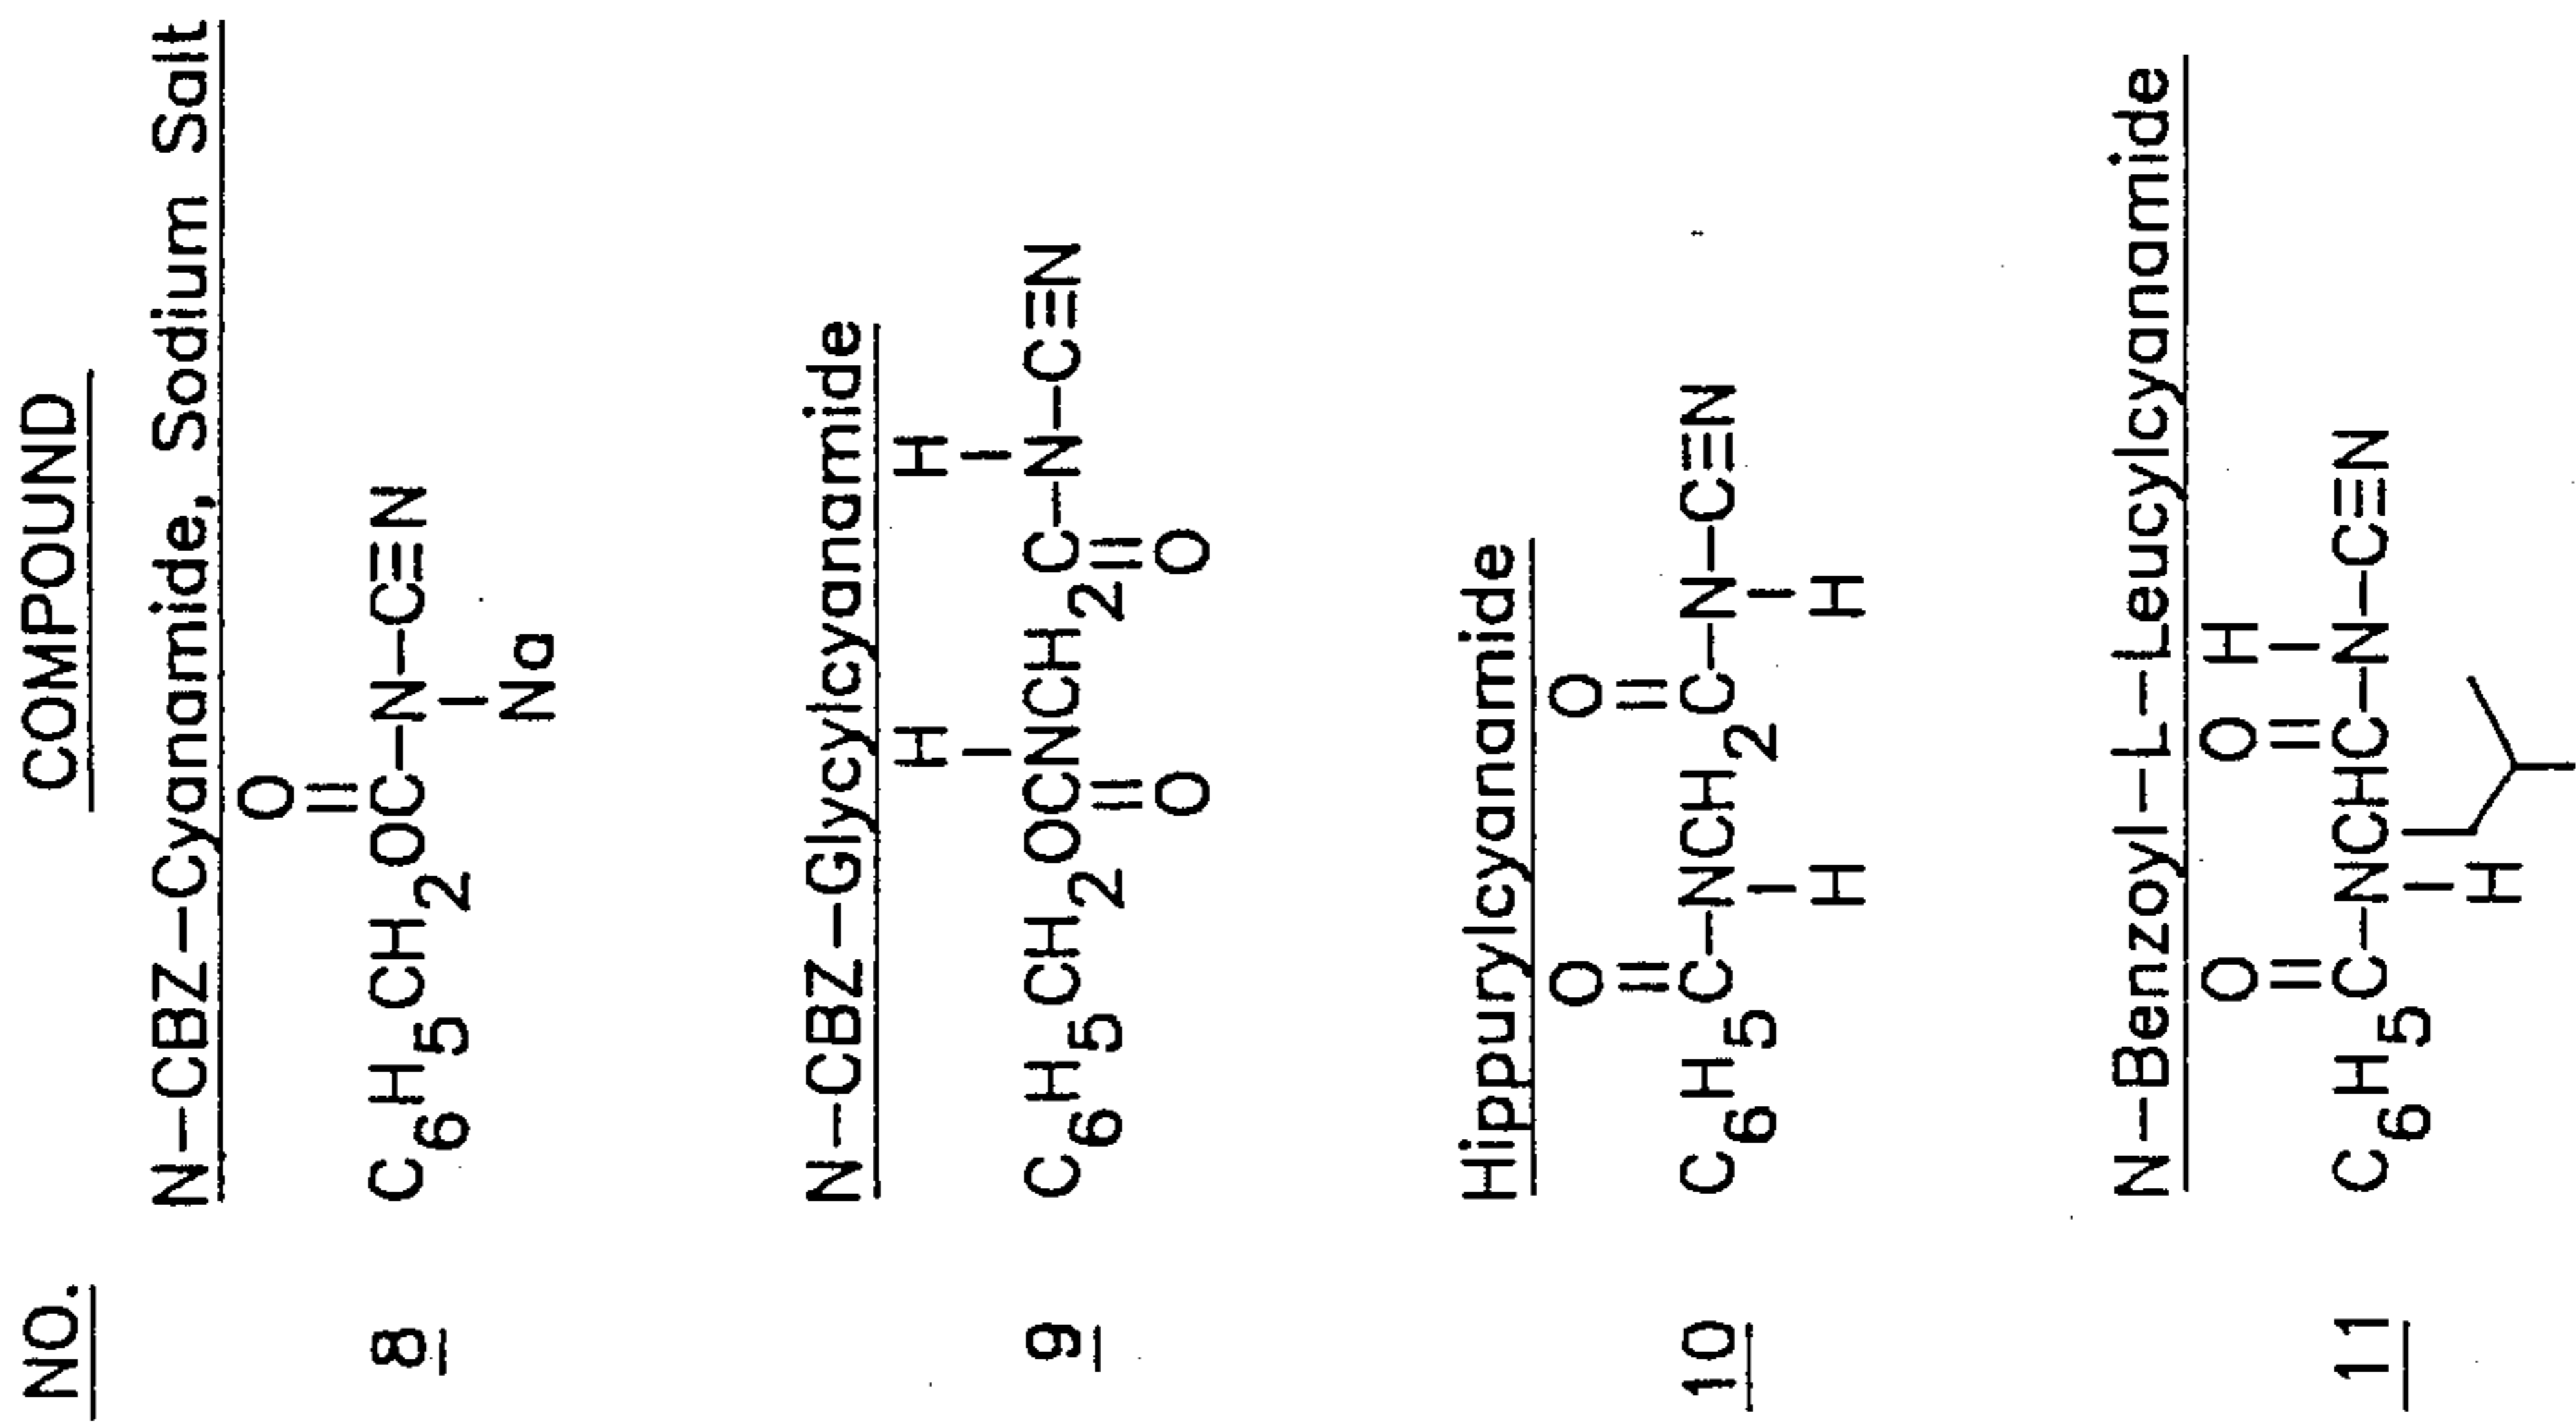 NO. COMPOUND
N-CBZ-Cyanamide, Sodium Salt
O
8 C6H5CH2OC-N-C≡N
Na
N-CBZ-Glycylcyanamide
H H
9 C6H5CH2OCNCH2C-N-C≡N
O O
Hippurylcyanamide
O O
10 C6H5C-NCH2C-N-C≡N
H H
N-Benzoyl-L-Leucylcyanamide
O O H
11 C6H5C-NCHC-N-C≡N
H